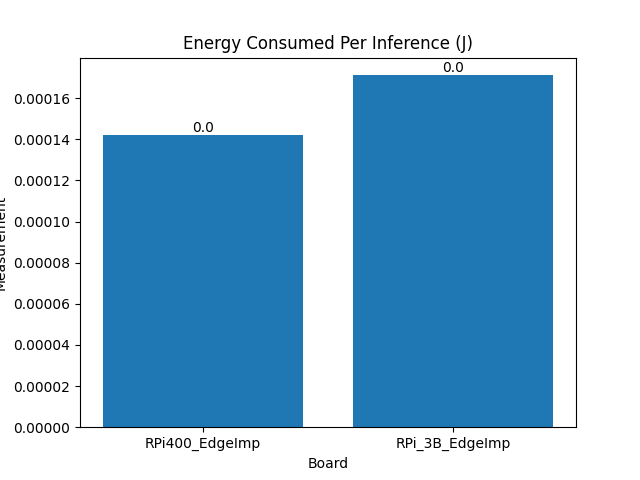 Energy Consumed Per Inference (J)
0.0
0.0
0.00016
0.00014
0.00012
0.00010
0.00008
0.00006
0.00004
0.00002
0.00000
Measurement
RPi400_EdgeImp
RPi_3B_EdgeImp
Board